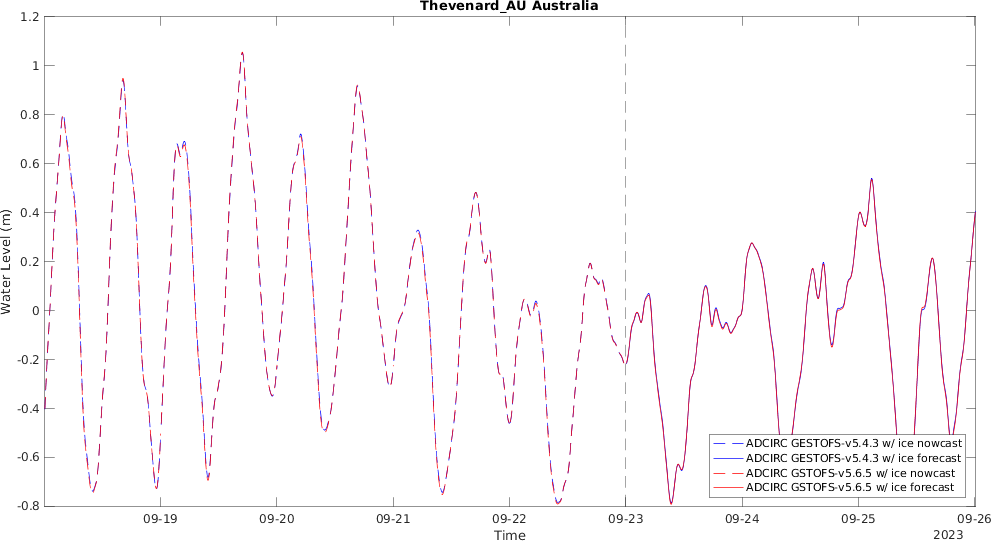 Thevenard_AU Australia
1.2
1
0.8
0.6
0.4
0.2
0
-0.2
-0.4
-0.6
-0.8
Water Level (m)
ADCIRC GESTOFS-v5.4.3 w/ ice nowcast
ADCIRC GESTOFS-v5.4.3 w/ ice forecast
ADCIRC GSTOFS-v5.6.5 w/ ice nowcast
ADCIRC GSTOFS-v5.6.5 w/ ice forecast
09-19 09-20 09-21 09-22 09-23 09-24 09-25 09-26
Time
2023